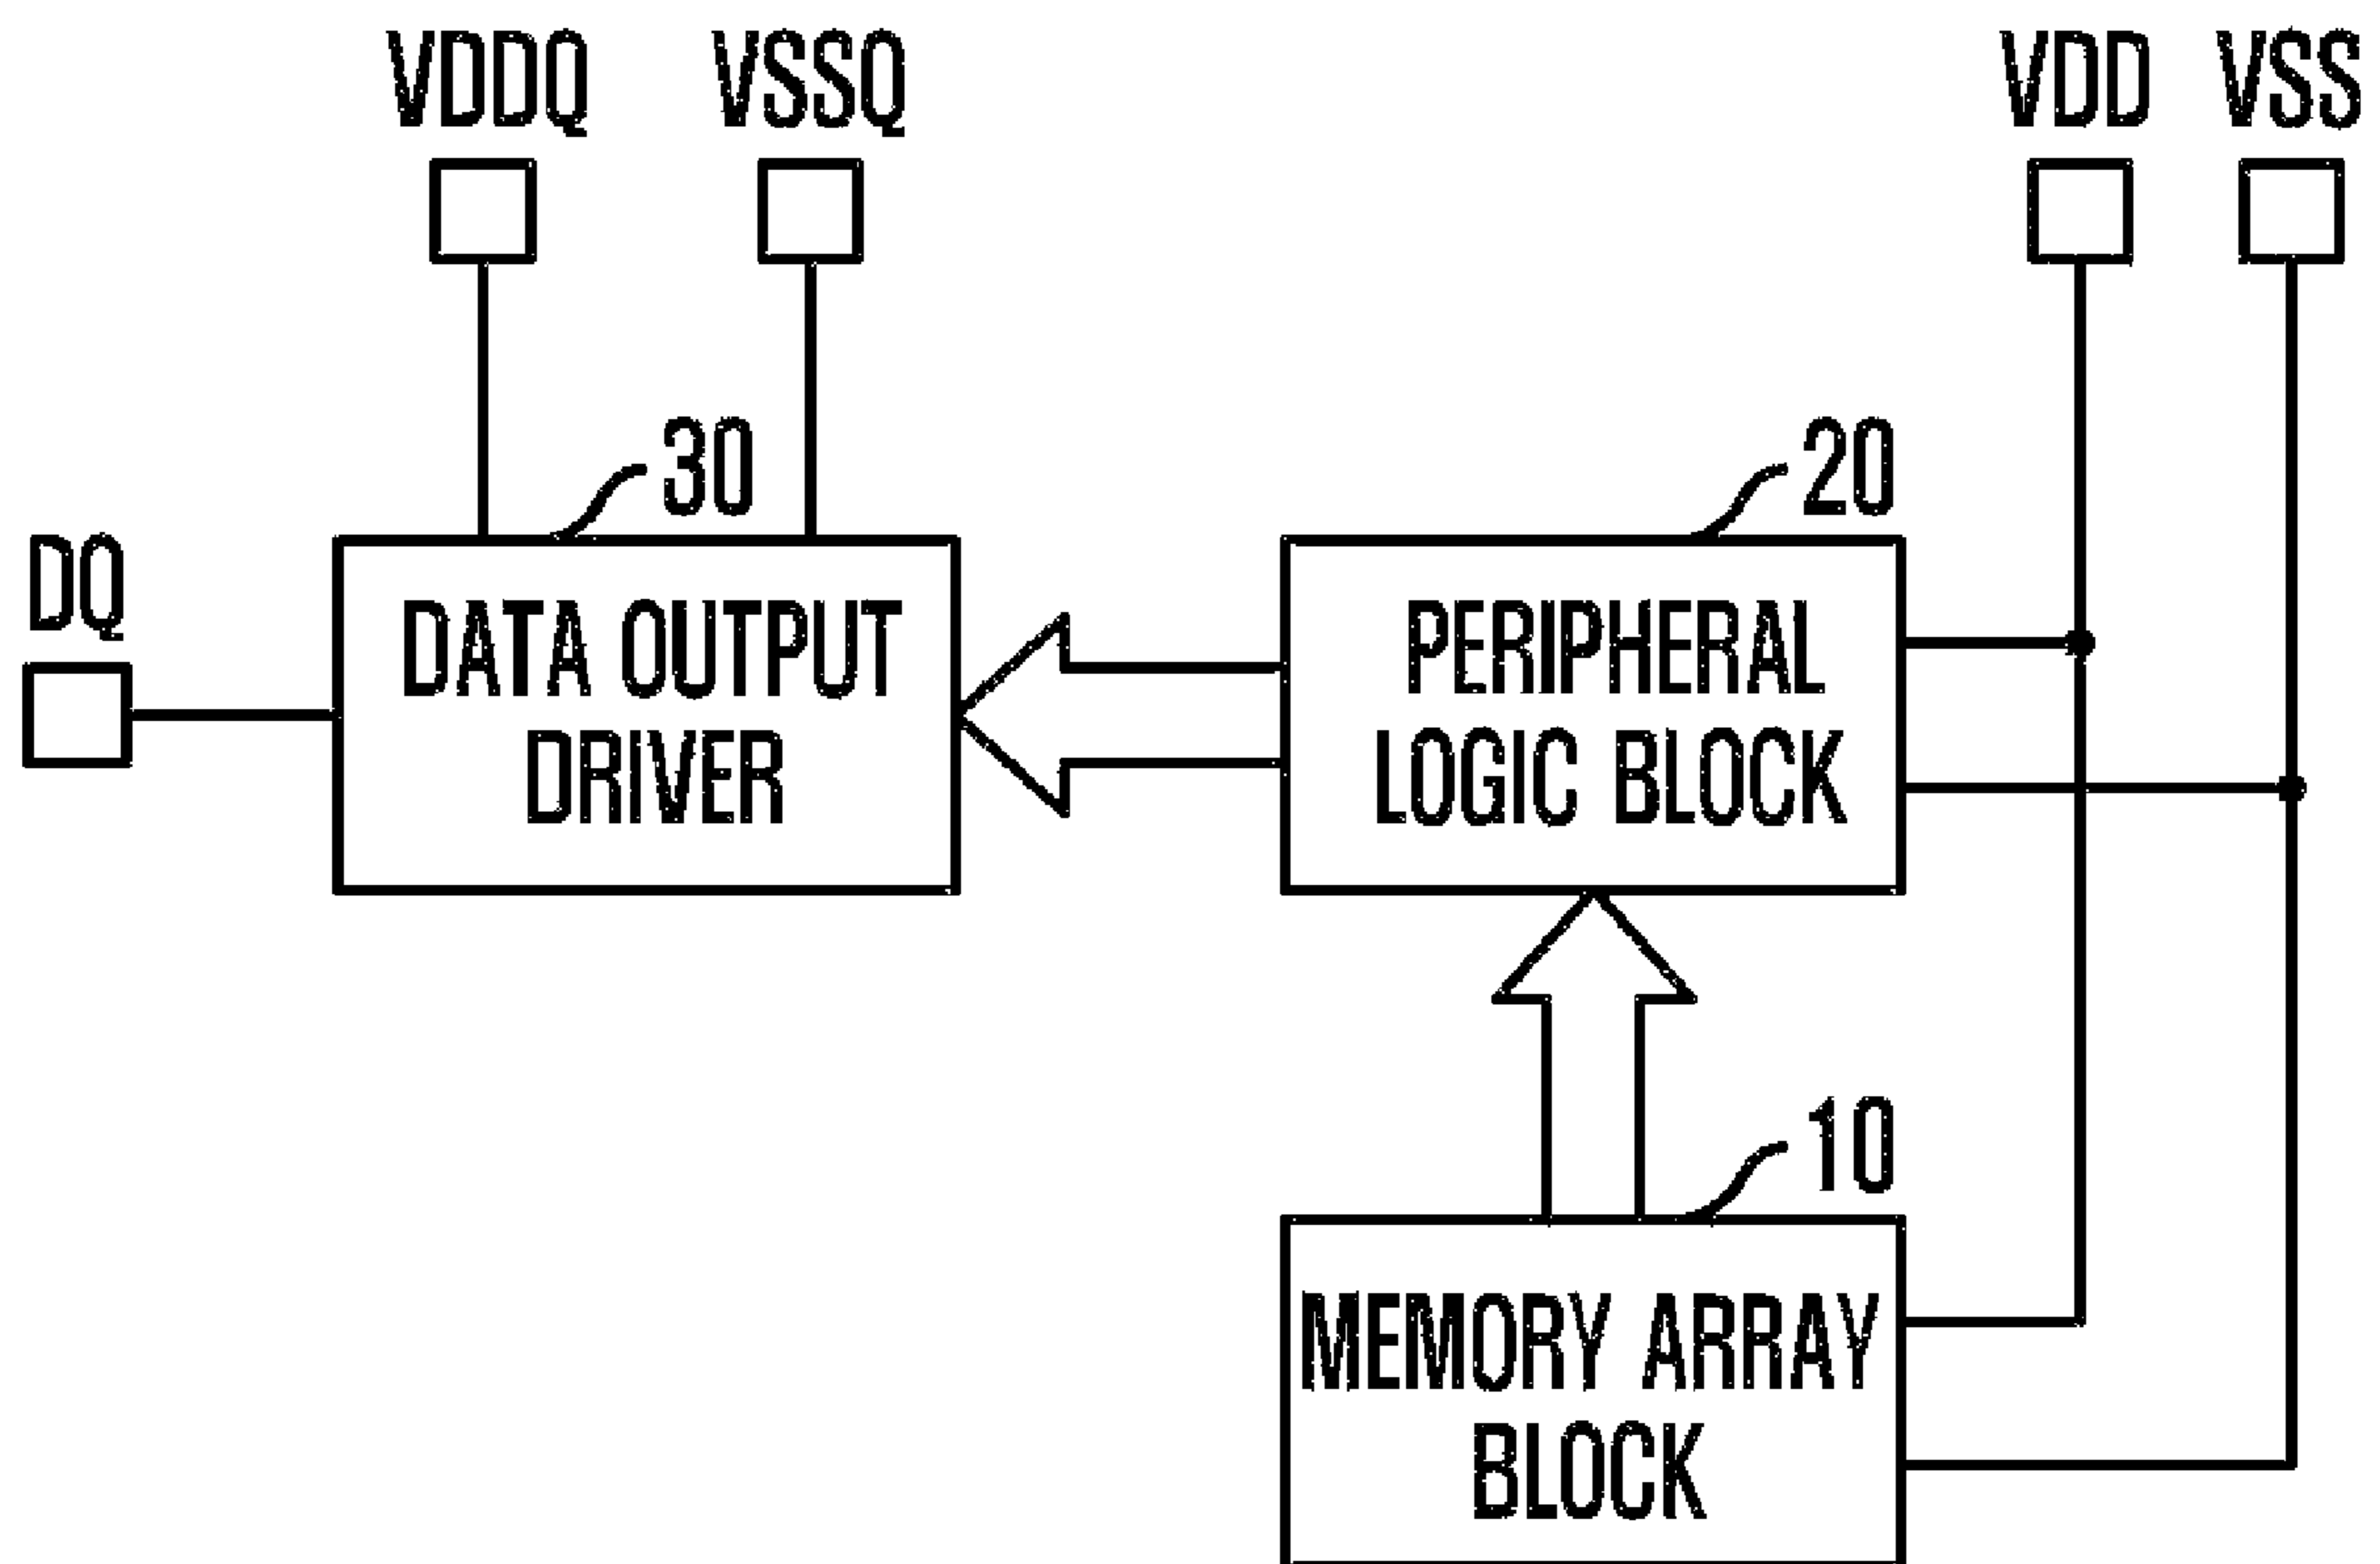 VDDQ VSSQ VDD VSS
30 20
DQ
DATA OUTPUT
DRIVER
PERIPHERAL
LOGIC BLOCK
10
MEMORY ARRAY
BLOCK